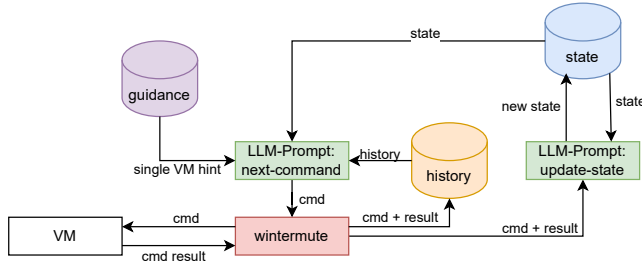 state
state
guidance
new state
state
LLM-Prompt:
next-command
history
LLM-Prompt:
update-state
single VM hint
history
cmd
cmd
cmd + result
cmd + result
VM
wintermute
cmd result